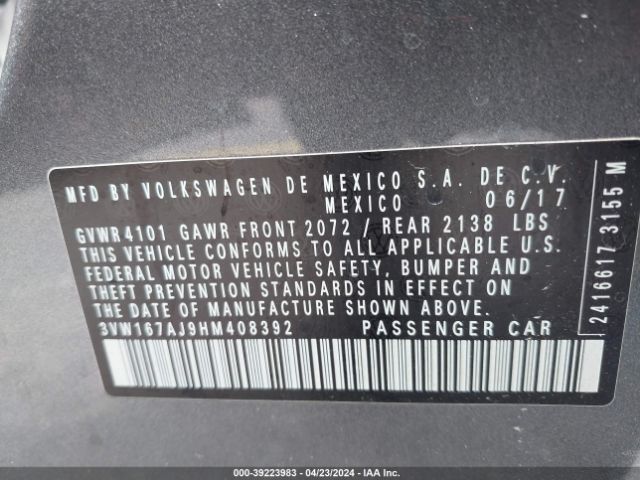 MFD BY VOLKSWAGEN DE MEXICO S.A. DE C.V.
MEXICO 06/17
GVWR4101 GAWR FRONT 2072 / REAR 2138 LBS
THIS VEHICLE CONFORMS TO ALL APPLICABLE U.S.
FEDERAL MOTOR VEHICLE SAFETY, BUMPER AND
THEFT PREVENTION STANDARDS IN EFFECT ON
THE DATE OF MANUFACTURE SHOWN ABOVE.
3VW167AJ9HM408392 PASSENGER CAR
2416617 3155 M
000-39223983 - 04/23/2024 - IAAI.COM